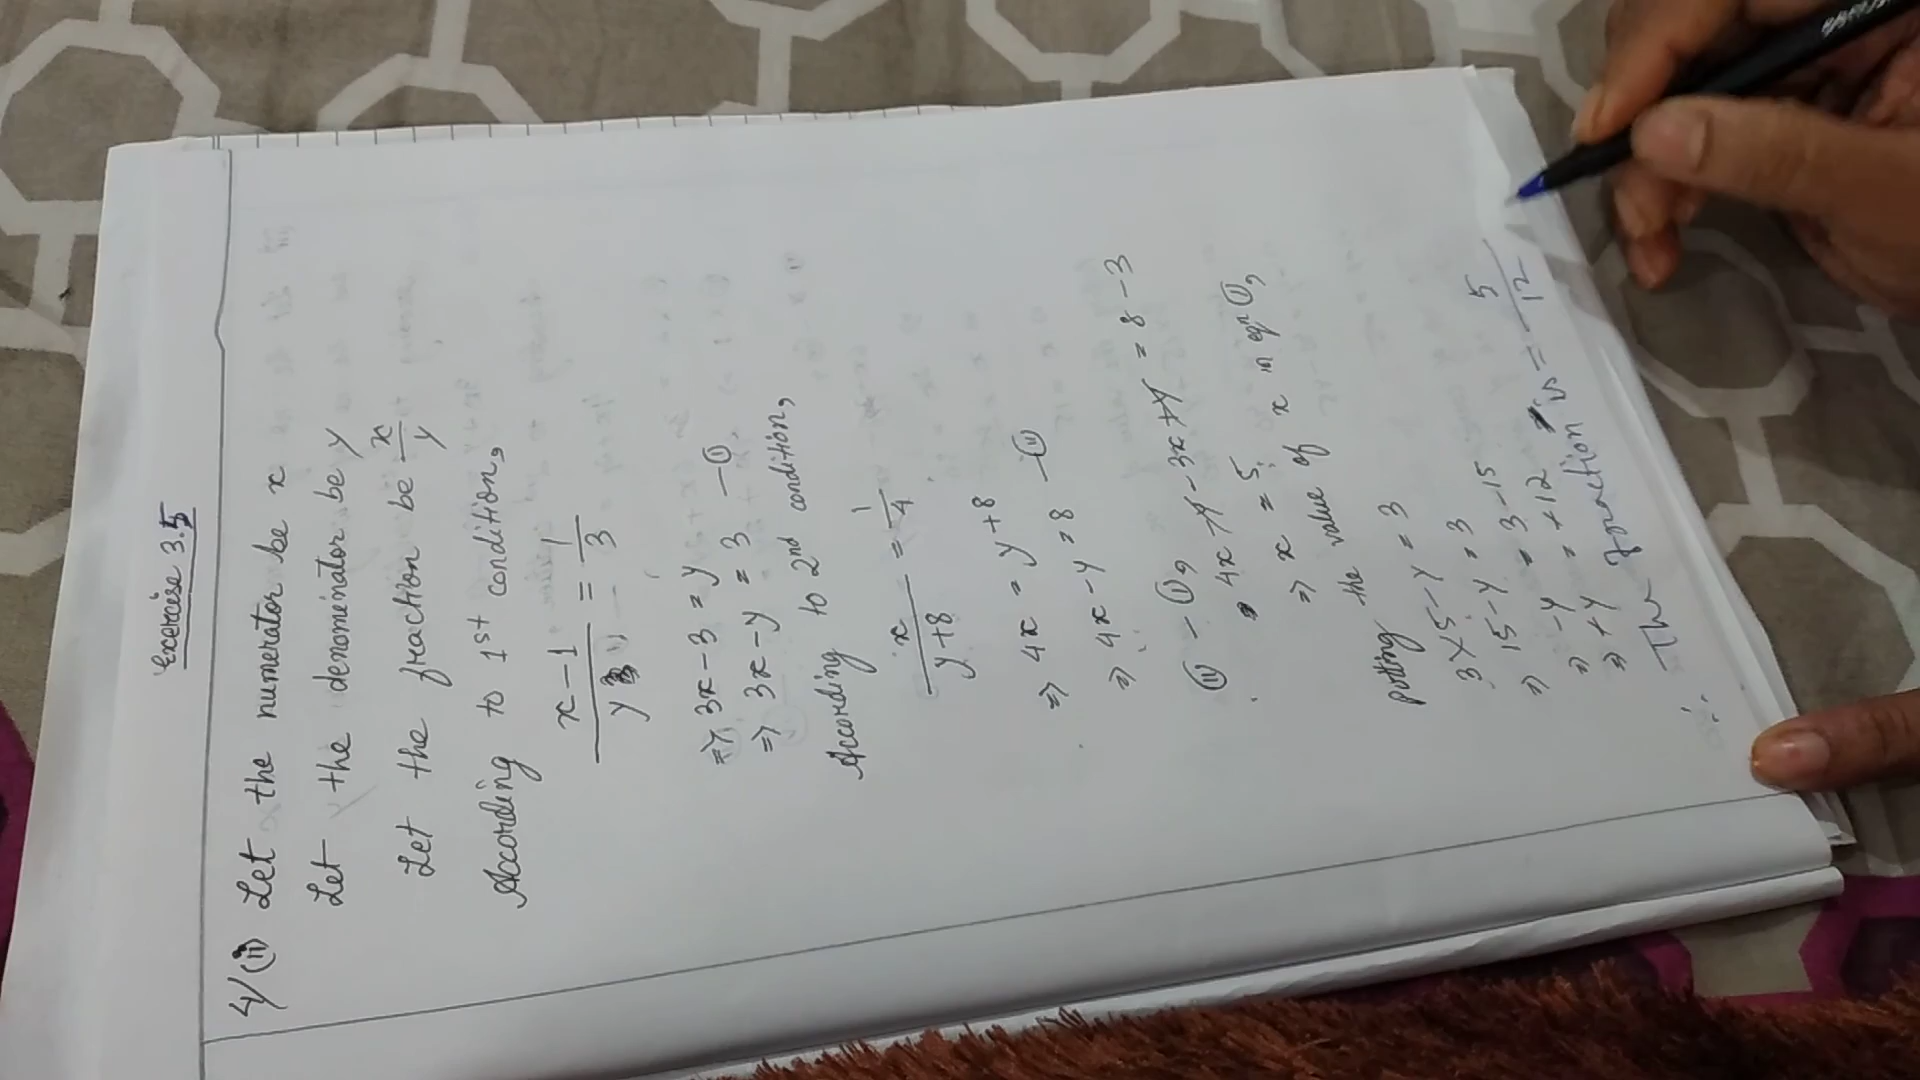 Exercise 3.5
4/(ii) Let the numerator be x
Let the denominator be y
Let the fraction be x/y
According to 1st condition,
x-1/y = 1/3
=> 3x-3=y
=> 3x-y=3 -(i)
According to 2nd condition,
x/y+8 = 1/4
=> 4x = y+8
=> 4x-y=8 -(ii)
(ii) - (i),
4x-y-3x+y = 8-3
=> x = 5
putting the value of x in eqn (i),
3x5-y=3
=> 15-y=3
=> -y = 3-15
=> +y = +12
∴ The fraction is = 5/12